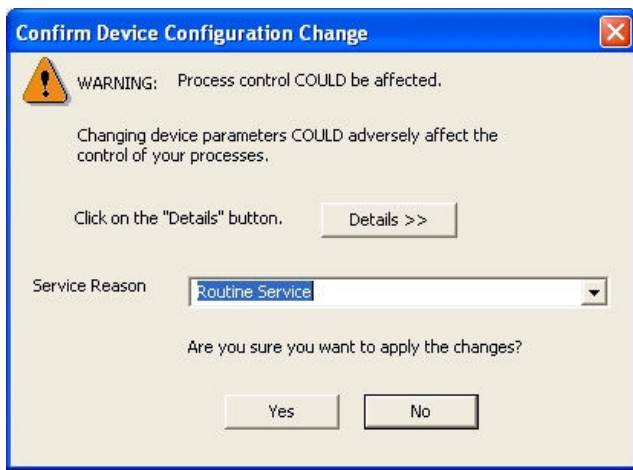 Confirm Device Configuration Change
WARNING: Process control COULD be affected.
Changing device parameters COULD adversely affect the
control of your processes.
Click on the "Details" button. Details >>
Service Reason Routine Service
Are you sure you want to apply the changes?
Yes No